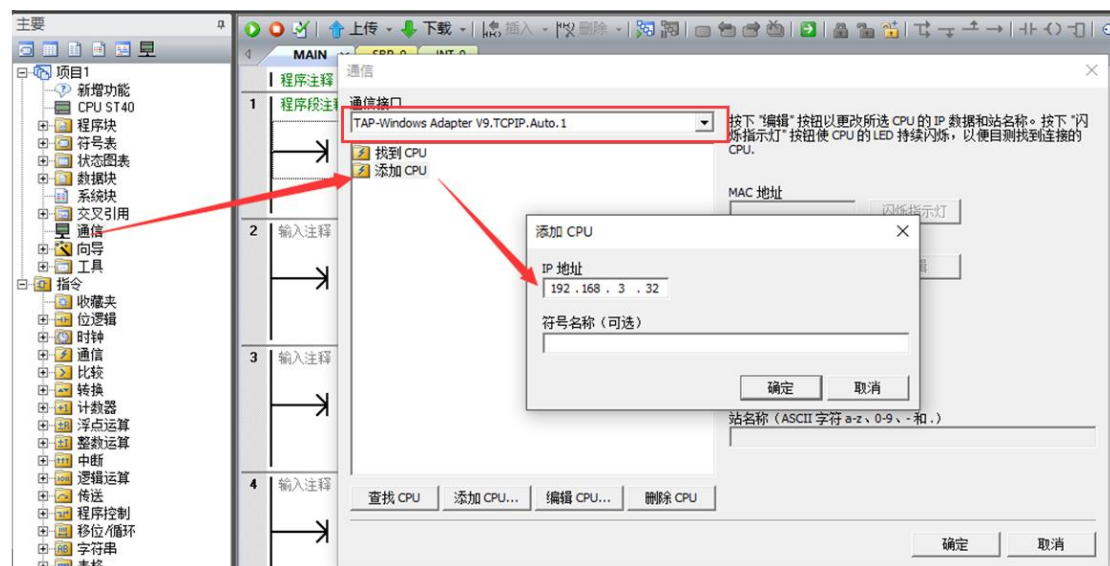 主要
上传
下载
插入
删除
MAIN
SBR_0
INT_0
项目1
新增功能
CPU ST40
程序块
符号表
状态图表
数据块
系统块
交叉引用
通信
向导
工具
指令
收藏夹
位逻辑
时钟
通信
比较
转换
计数器
浮点运算
整数运算
中断
逻辑运算
传送
程序控制
移位/循环
字符串
表格
程序注释
1 程序段注释
2 输入注释
3 输入注释
4 输入注释
通信
通信接口
TAP-Windows Adapter V9.TCPIP.Auto.1
找到 CPU
添加 CPU
按下 "编辑" 按钮以更改所选 CPU 的 IP 数据和站名称。按下 "闪
烁指示灯" 按钮使 CPU 的 LED 持续闪烁，以便目测找到连接的
CPU.
MAC 地址
闪烁指示灯
添加 CPU
IP 地址
192 .168 . 3 . 32
符号名称（可选）
确定
取消
站名称（ASCII 字符 a-z、0-9、- 和 .）
查找 CPU
添加 CPU...
编辑 CPU...
删除 CPU
确定
取消